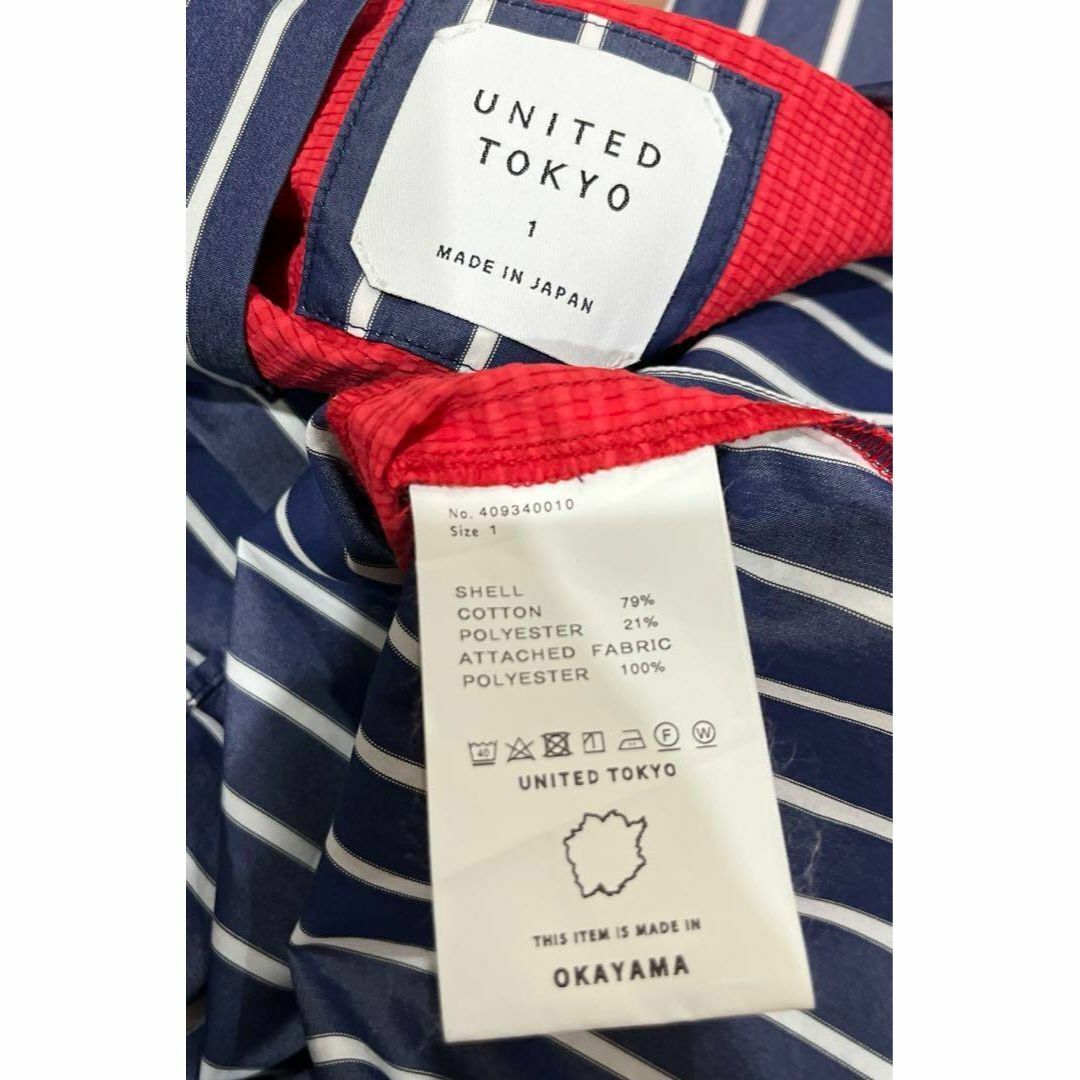 UNITED
TOKYO
1
MADE IN JAPAN
No. 409340010
Size 1
SHELL
COTTON 79%
POLYESTER 21%
ATTACHED FABRIC
POLYESTER 100%
40 F W
UNITED TOKYO
THIS ITEM IS MADE IN
OKAYAMA